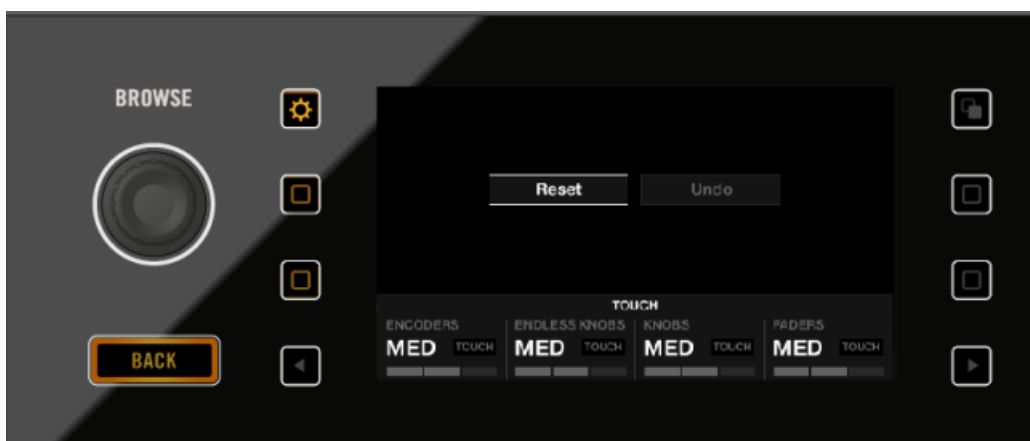 BROWSE
Reset Undo
TOUCH
ENCODERS ENDLESS KNOBS KNOBS FADERS
MED TOUCH MED TOUCH MED TOUCH MED TOUCH
BACK